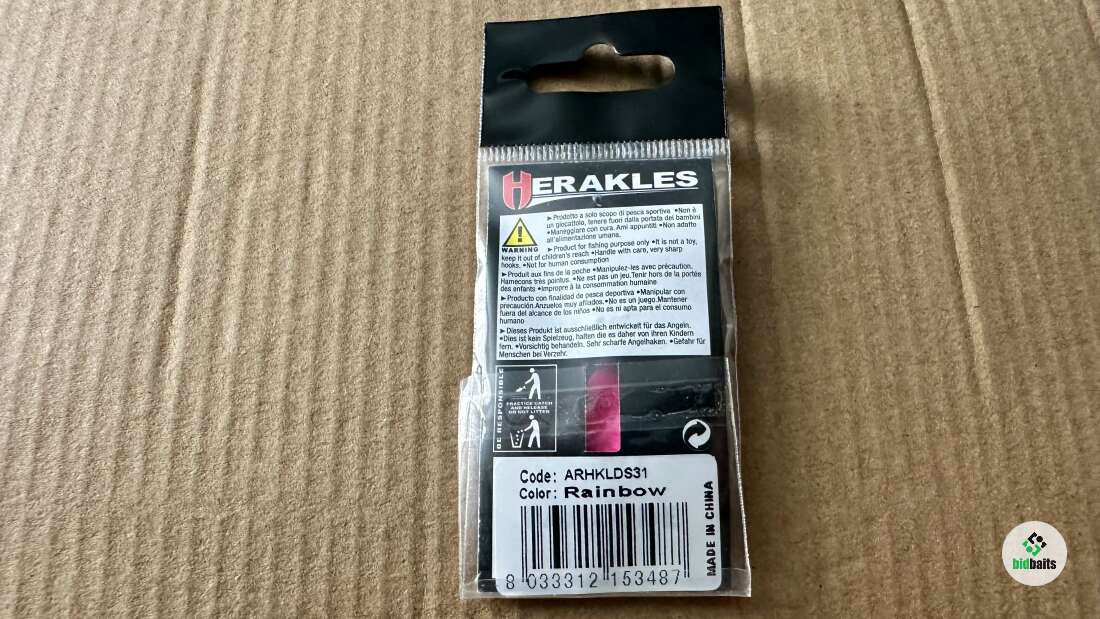 HERAKLES
►Prodotto a solo scopo di pesca sportiva •Non è
un giocattolo, tenere fuori dalla portata dei bambini
•Maneggiare con cura. Ami appuntiti •Non adatto
all'alimentazione umana.
WARNING
►Product for fishing purpose only •It is not a toy,
keep it out of children's reach •Handle with care, very sharp
hooks. •Not for human consumption
►Produit aux fins de la poche •Manipulez-les avec précaution.
Hamecons très pointus. •Ne est pas un jeu.Tenir hors de la portée
des enfants •Impropre à la consommation humaine
►Producto con finalidad de pesca deportiva •Manipular con
precaución.Anzuelos muy afilados.•No es un juego.Mantener
fuera del alcance de los niños •No es ni apta para el consumo
humano
►Dieses Produkt ist ausschließlich entwickelt für das Angeln.
•Dies ist kein Spielzeug, halten die es daher von ihren Kindern
fern. •Vorsichtig behandeln. Sehr scharfe Angelhaken. •Gefahr für
Menschen bei Verzehr.
BE RESPONSIBLE
PRACTICE CATCH
AND RELEASE
DO NOT LITTER
Code: ARHKLDS31
Color: Rainbow
8 033312 153487
MADE IN CHINA
bidbaits